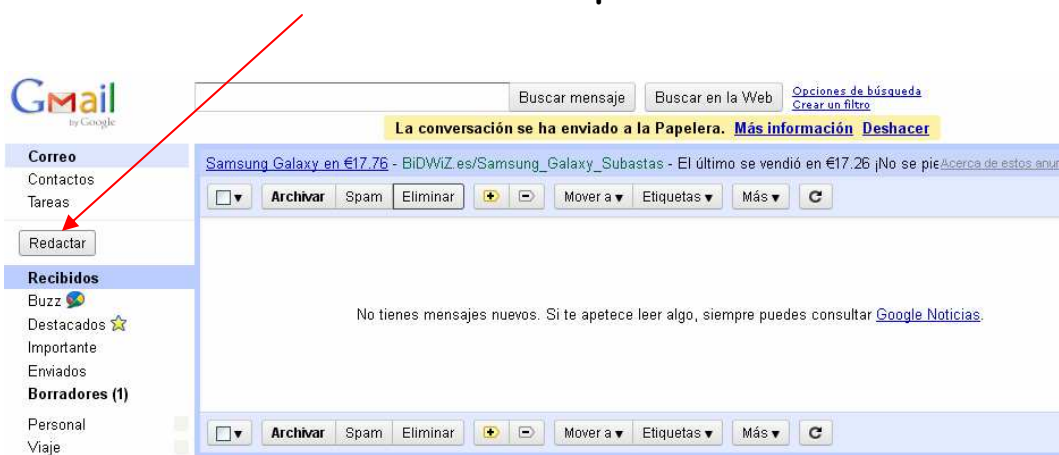 Gmail
by Google
Buscar mensaje Buscar en la Web Opciones de búsqueda
Crear un filtro
La conversación se ha enviado a la Papelera. Más información Deshacer
Correo
Contactos
Tareas
Redactar
Recibidos
Buzz
Destacados
Importante
Enviados
Borradores (1)
Personal
Viaje
Samsung Galaxy en €17.76 - BiDWiZ.es/Samsung_Galaxy_Subastas - El último se vendió en €17.26 ¡No se pie Acerca de estos anun
Archivar Spam Eliminar Mover a Etiquetas Más
No tienes mensajes nuevos. Si te apetece leer algo, siempre puedes consultar Google Noticias.
Archivar Spam Eliminar Mover a Etiquetas Más